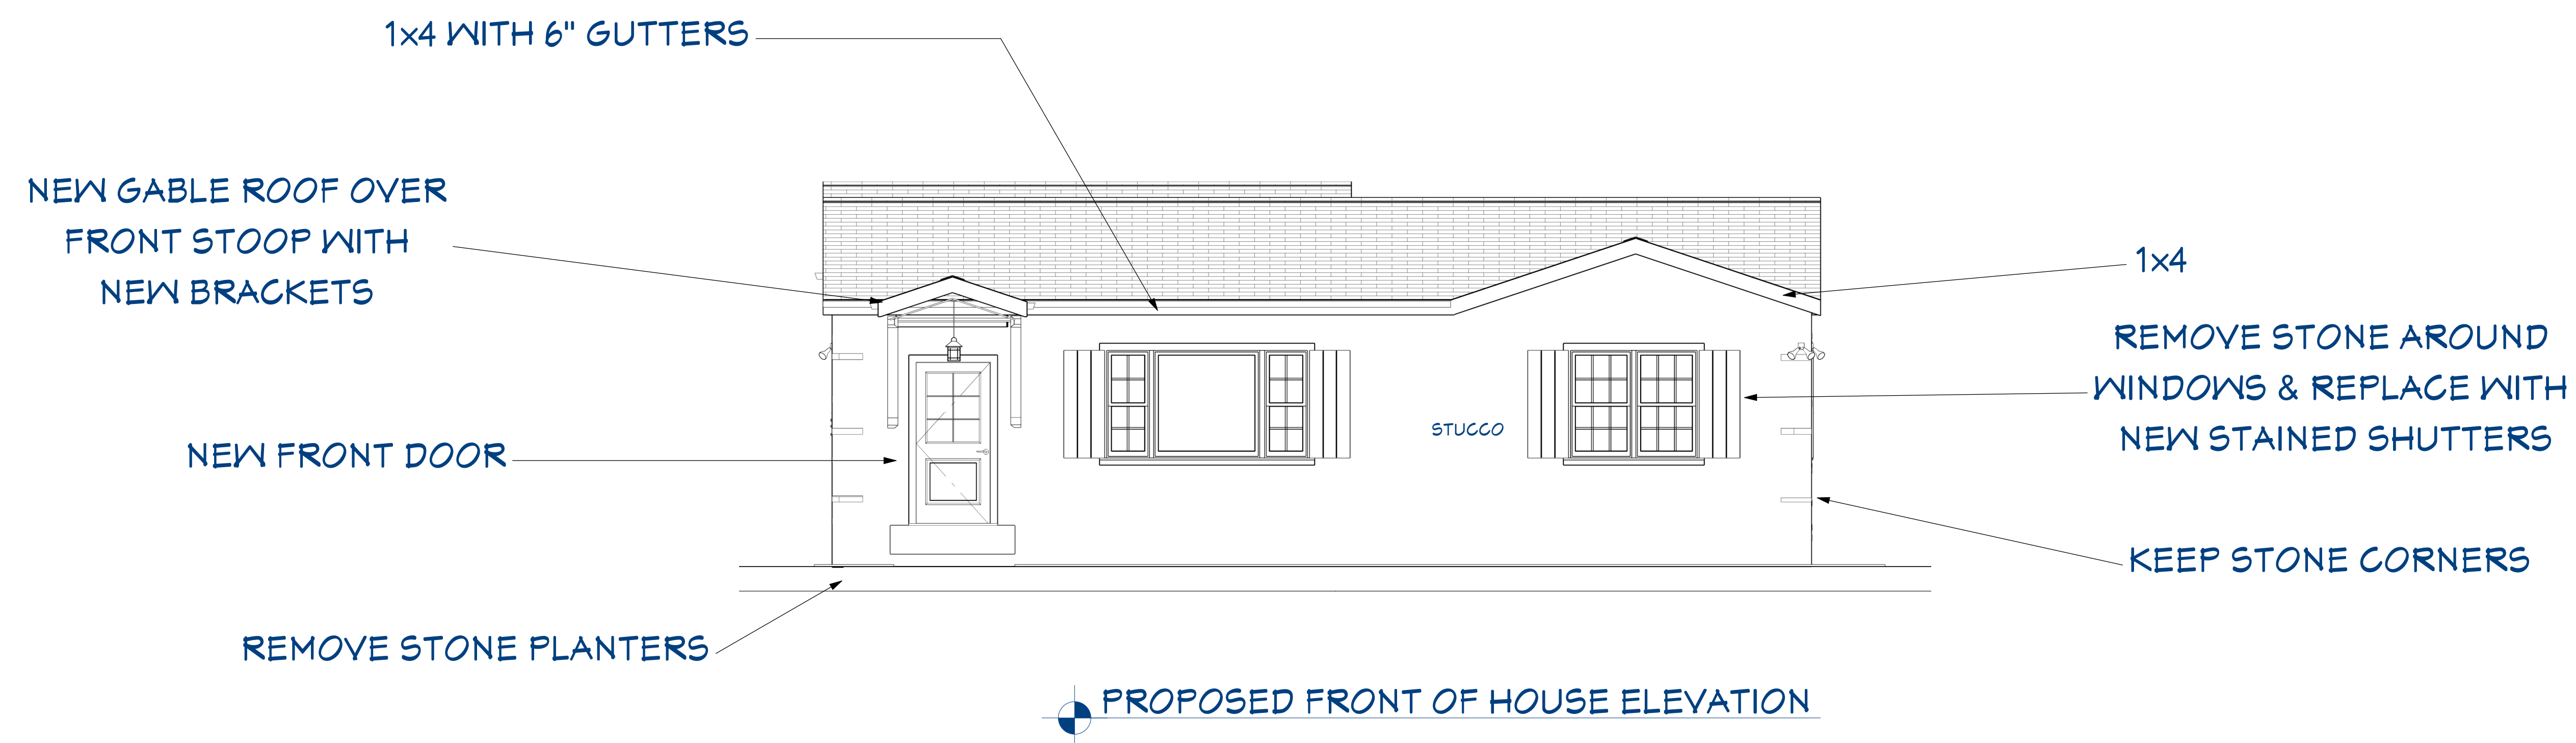 1x4 WITH 6" GUTTERS
NEW GABLE ROOF OVER
FRONT STOOP WITH
NEW BRACKETS
1x4
REMOVE STONE AROUND
WINDOWS & REPLACE WITH
NEW STAINED SHUTTERS
STUCCO
NEW FRONT DOOR
KEEP STONE CORNERS
REMOVE STONE PLANTERS
PROPOSED FRONT OF HOUSE ELEVATION